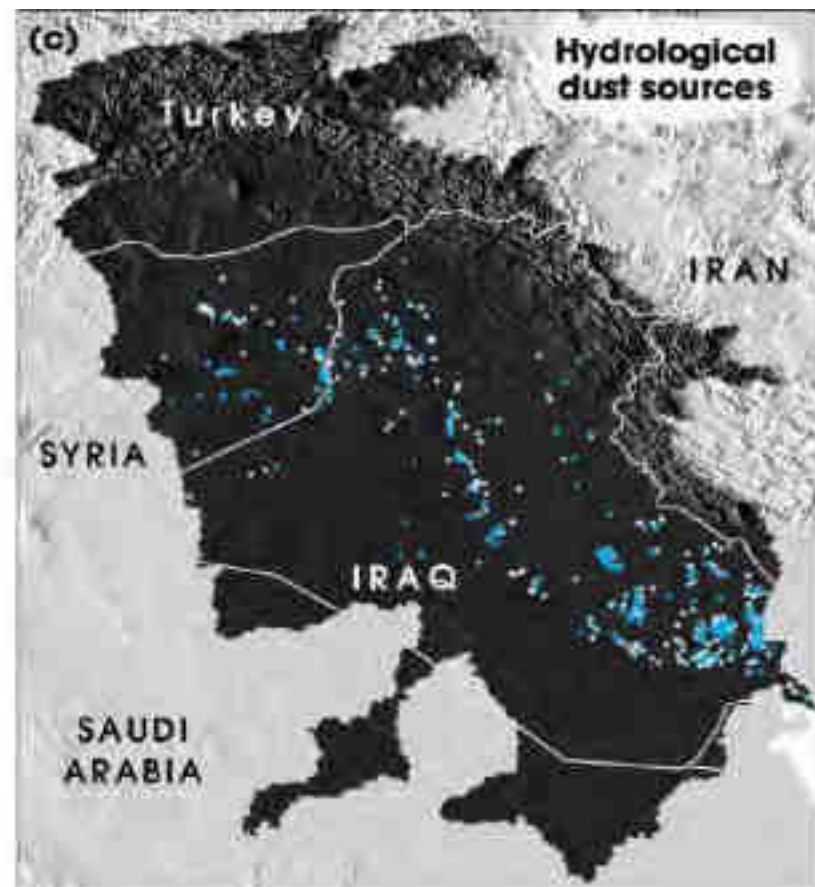 (c)
Hydrological
dust sources
Turkey
IRAN
SYRIA
IRAQ
SAUDI
ARABIA